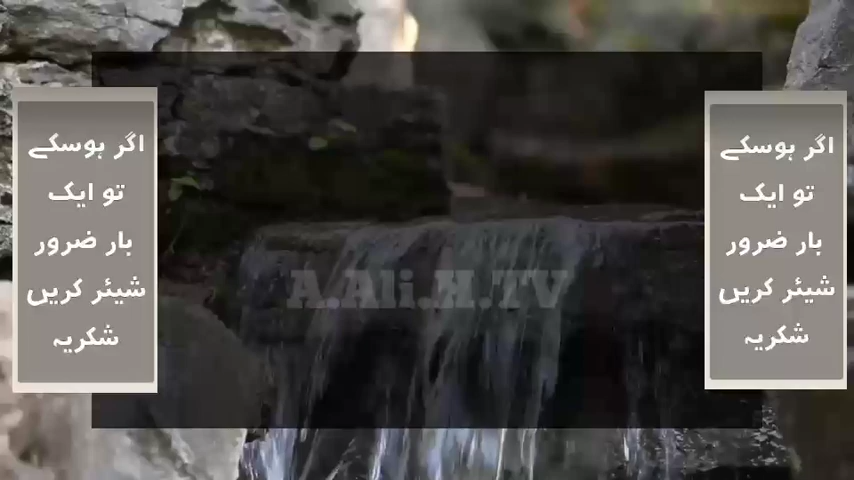 اگر ہوسکے
تو ایک
بار ضرور
شیئر کریں
شکریہ
A.Ali.H.TV
اگر ہوسکے
تو ایک
بار ضرور
شیئر کریں
شکریہ